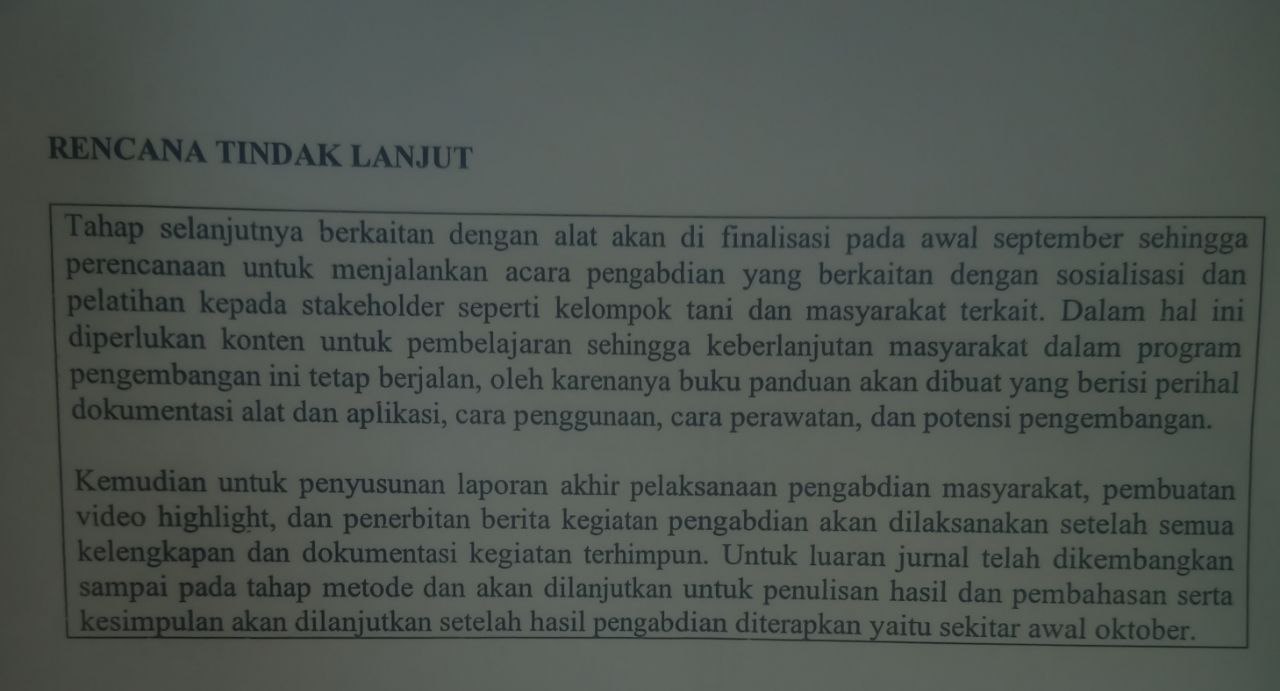 RENCANA TINDAK LANJUT
Tahap selanjutnya berkaitan dengan alat akan di finalisasi pada awal september sehingga
perencanaan untuk menjalankan acara pengabdian yang berkaitan dengan sosialisasi dan
pelatihan kepada stakeholder seperti kelompok tani dan masyarakat terkait. Dalam hal ini
diperlukan konten untuk pembelajaran sehingga keberlanjutan masyarakat dalam program
pengembangan ini tetap berjalan, oleh karenanya buku panduan akan dibuat yang berisi perihal
dokumentasi alat dan aplikasi, cara penggunaan, cara perawatan, dan potensi pengembangan.
Kemudian untuk penyusunan laporan akhir pelaksanaan pengabdian masyarakat, pembuatan
video highlight, dan penerbitan berita kegiatan pengabdian akan dilaksanakan setelah semua
kelengkapan dan dokumentasi kegiatan terhimpun. Untuk luaran jurnal telah dikembangkan
sampai pada tahap metode dan akan dilanjutkan untuk penulisan hasil dan pembahasan serta
kesimpulan akan dilanjutkan setelah hasil pengabdian diterapkan yaitu sekitar awal oktober.